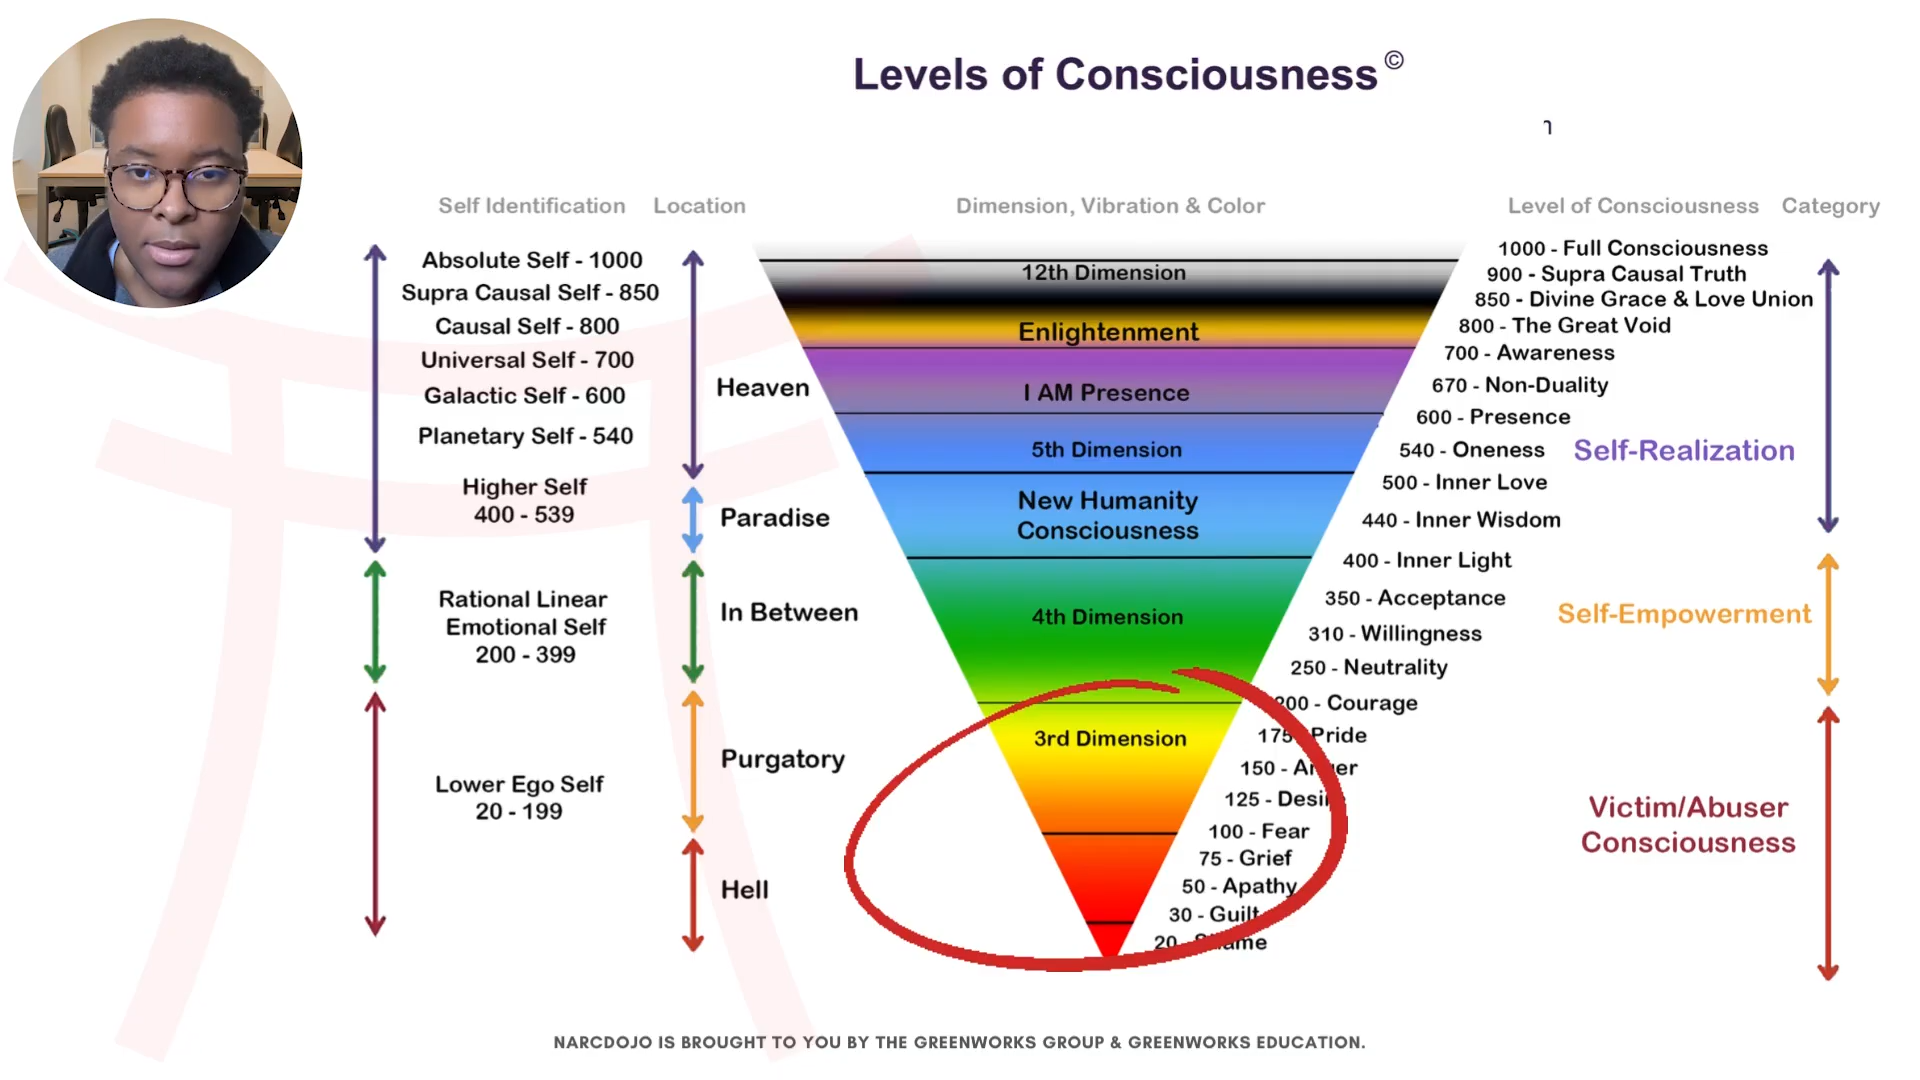 Levels of Consciousness©
Self Identification
Location
Dimension, Vibration & Color
Level of Consciousness
Category
Absolute Self - 1000
Supra Causal Self - 850
Causal Self - 800
Universal Self - 700
Galactic Self - 600
Planetary Self - 540
Higher Self
400 - 539
Rational Linear
Emotional Self
200 - 399
Lower Ego Self
20 - 199
Heaven
Paradise
In Between
Purgatory
Hell
12th Dimension
Enlightenment
I AM Presence
5th Dimension
New Humanity
Consciousness
4th Dimension
3rd Dimension
1000 - Full Consciousness
900 - Supra Causal Truth
850 - Divine Grace & Love Union
800 - The Great Void
700 - Awareness
670 - Non-Duality
600 - Presence
540 - Oneness
500 - Inner Love
440 - Inner Wisdom
400 - Inner Light
350 - Acceptance
310 - Willingness
250 - Neutrality
200 - Courage
175 - Pride
150 - Anger
125 - Desire
100 - Fear
75 - Grief
50 - Apathy
30 - Guilt
20 - Shame
Self-Realization
Self-Empowerment
Victim/Abuser
Consciousness
NARCDOJO IS BROUGHT TO YOU BY THE GREENWORKS GROUP & GREENWORKS EDUCATION.